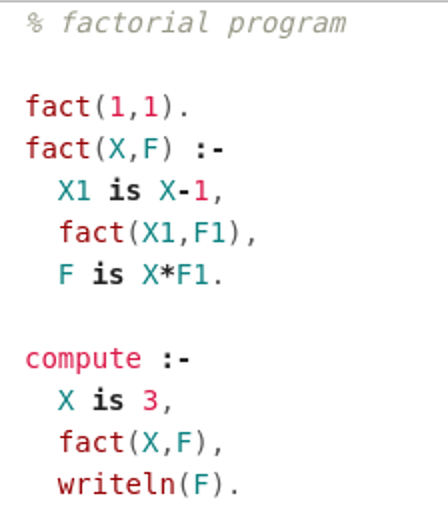 % factorial program
fact(1,1).
fact(X,F) :-
X1 is X-1,
fact(X1,F1),
F is X*F1.
compute :-
X is 3,
fact(X,F),
writeln(F).